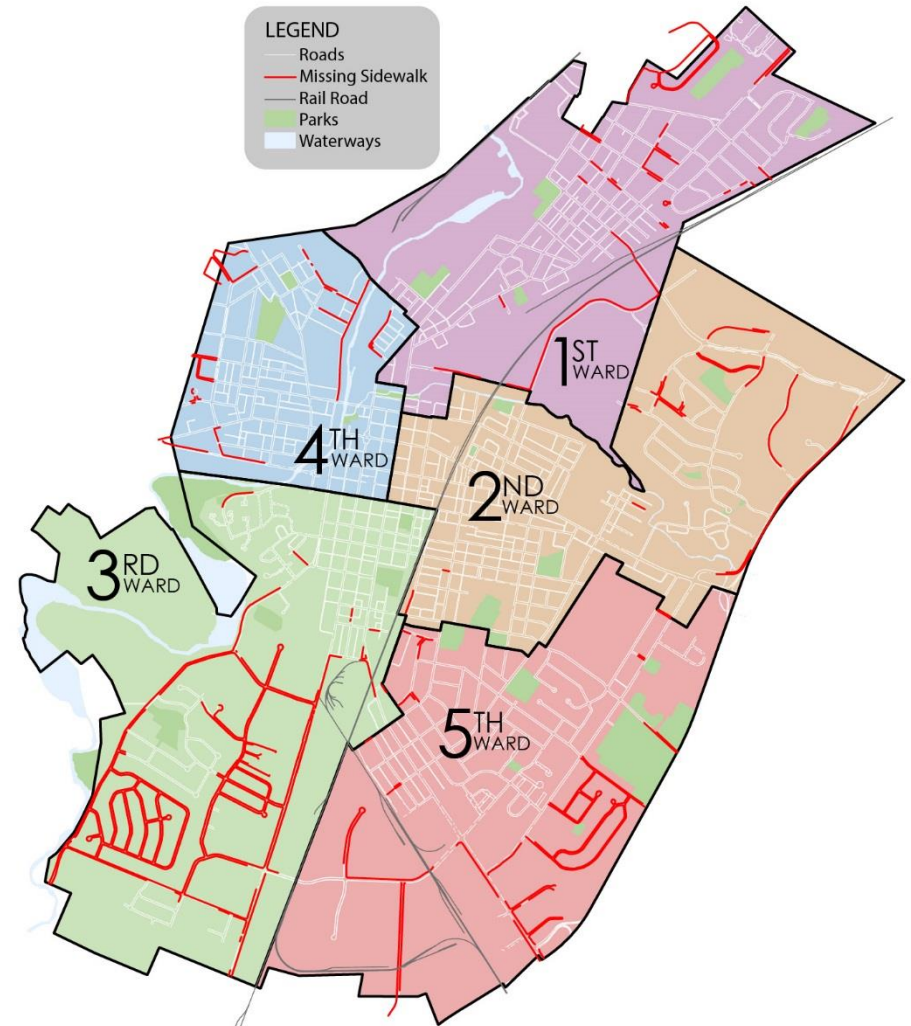 LEGEND
Roads
Missing Sidewalk
Rail Road
Parks
Waterways
1ST
WARD
4TH
WARD
2ND
WARD
3RD
WARD
5TH
WARD